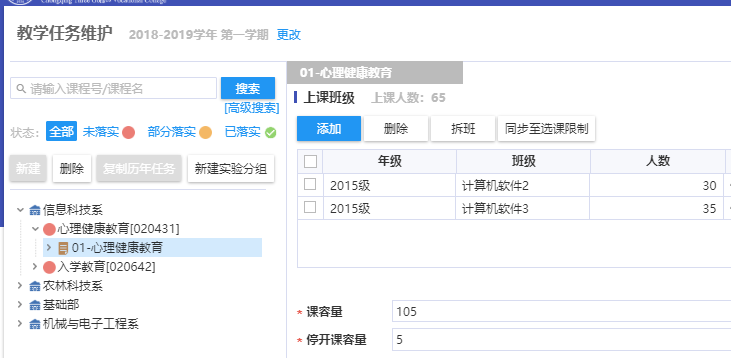 Chongqing Three Gorges Vocational College
教学任务维护 2018-2019学年 第一学期 更改
请输入课程号/课程名 搜索
[高级搜索]
状态: 全部 未落实 部分落实 已落实
新建 删除 复制历年任务 新建实验分组
信息科技系
心理健康教育[020431]
01-心理健康教育
入学教育[020642]
农林科技系
基础部
机械与电子工程系
01-心理健康教育
上课班级 上课人数: 65
添加 删除 拆班 同步至选课限制
年级 班级 人数
2015级 计算机软件2 30
2015级 计算机软件3 35
* 课容量 105
* 停开课容量 5